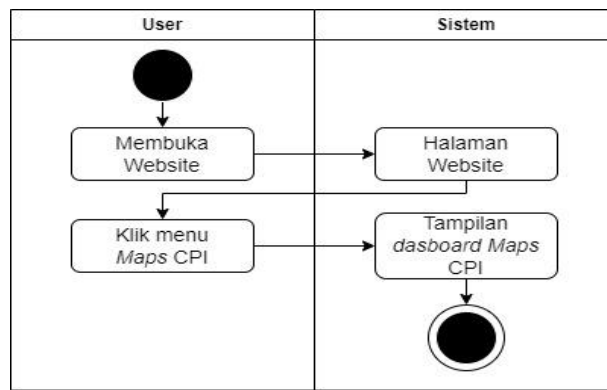 User
Sistem
Membuka
Website
Halaman
Website
Klik menu
Maps CPI
Tampilan
dasboard Maps
CPI